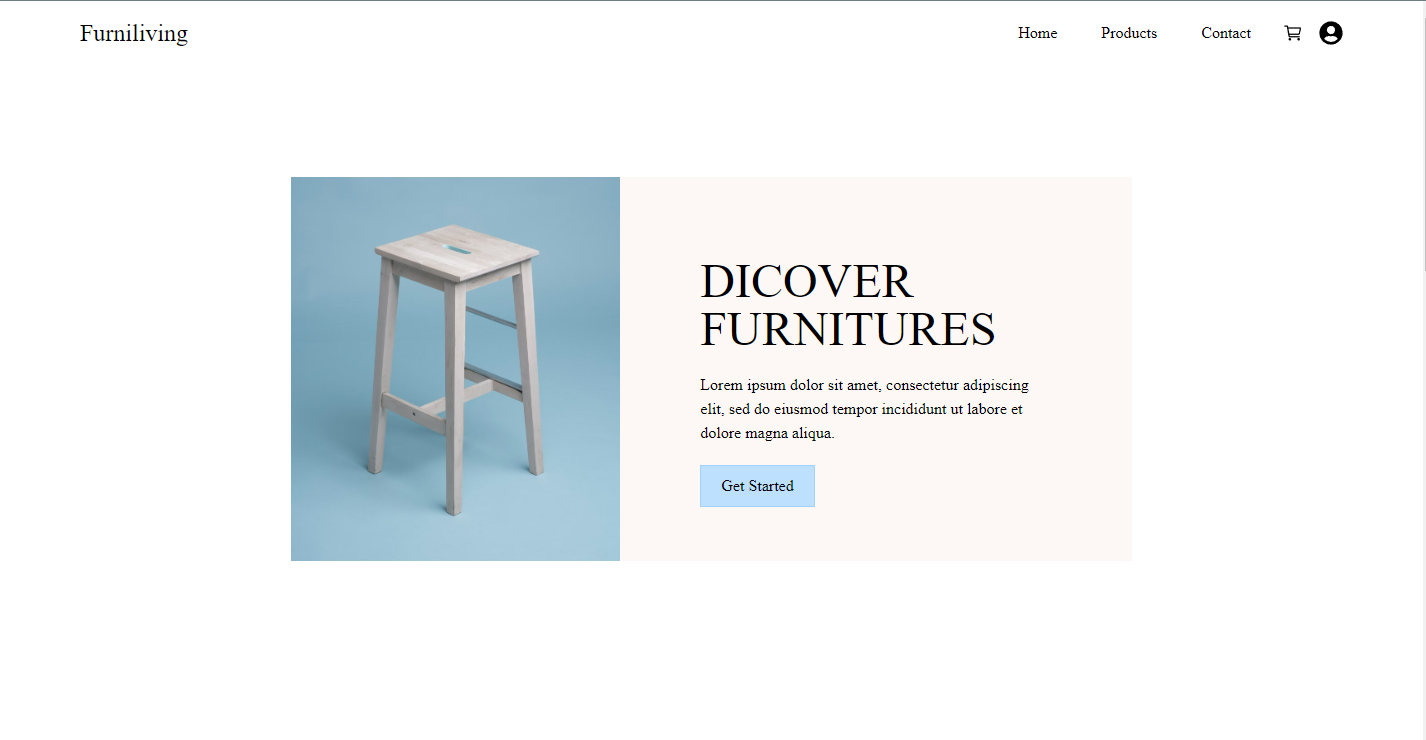 Furniliving
Home Products Contact
DICOVER
FURNITURES
Lorem ipsum dolor sit amet, consectetur adipiscing
elit, sed do eiusmod tempor incididunt ut labore et
dolore magna aliqua.
Get Started